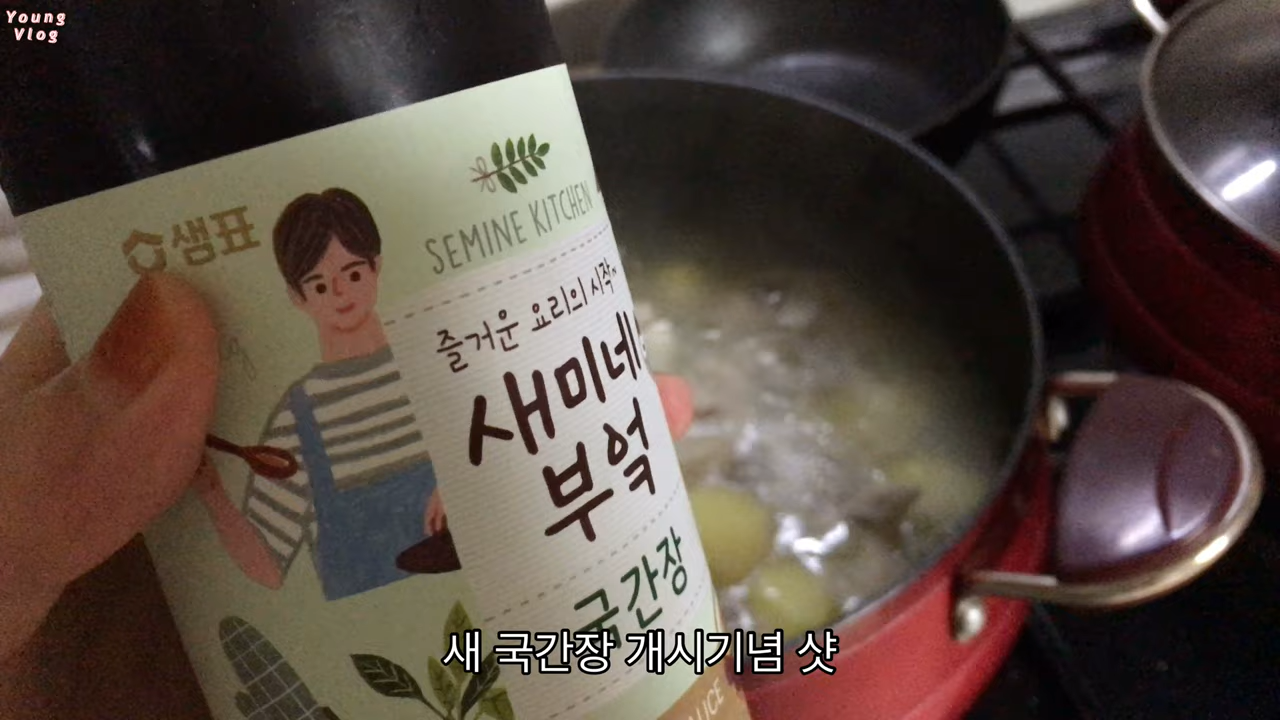 Young
Vlog
샘표
SEMINE KITCHEN
즐거운 요리의 시작~
새미네
부엌
국간장
새 국간장 개시기념 샷